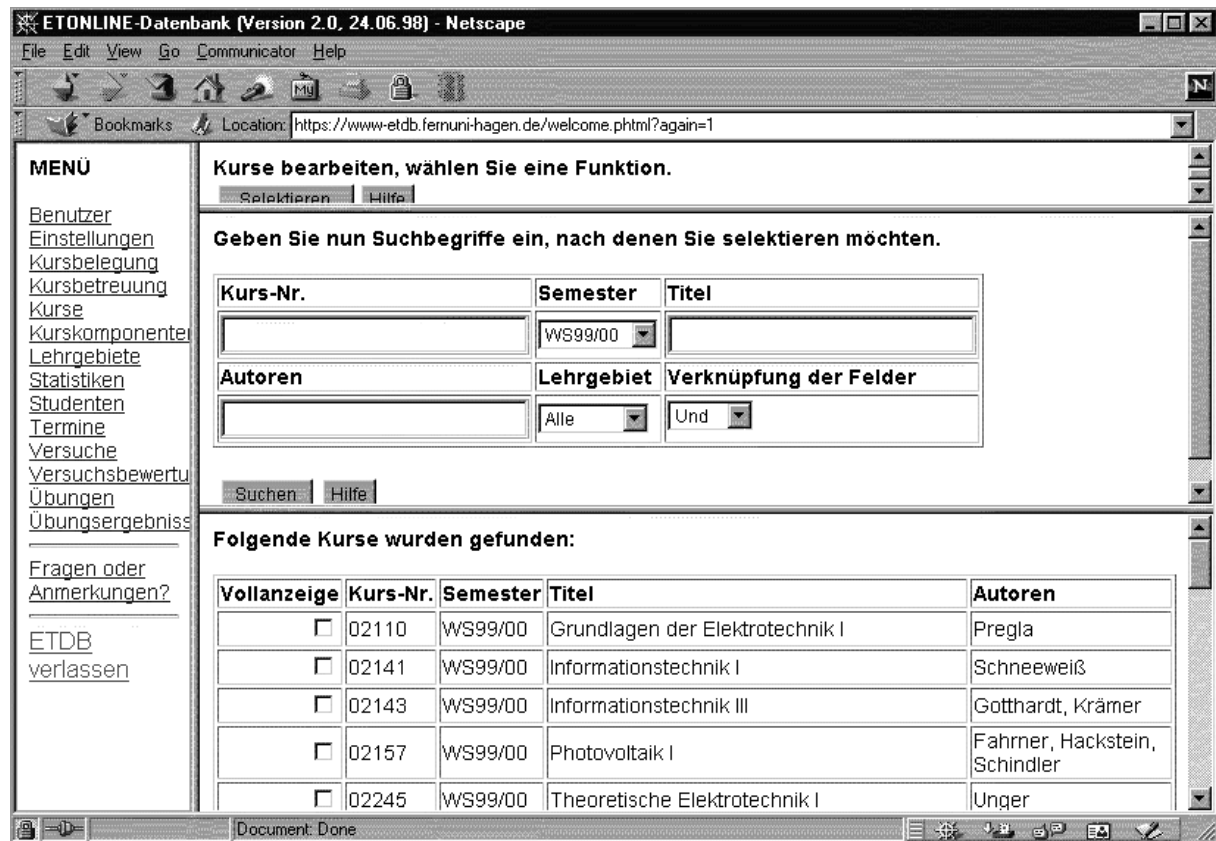 ETONLINE-Datenbank (Version 2.0, 24.06.98) - Netscape
File Edit View Go Communicator Help
My N
Bookmarks Location: https://www-etdb.fernuni-hagen.de/welcome.phtml?again=1
MENÜ
Benutzer
Einstellungen
Kursbelegung
Kursbetreuung
Kurse
Kurskomponenten
Lehrgebiete
Statistiken
Studenten
Termine
Versuche
Versuchsbewertu
Übungen
Übungsergebniss
Fragen oder
Anmerkungen?
ETDB
verlassen
Kurse bearbeiten, wählen Sie eine Funktion.
Selektieren Hilfe
Geben Sie nun Suchbegriffe ein, nach denen Sie selektieren möchten.
Kurs-Nr. Semester Titel
WS99/00
Autoren Lehrgebiet Verknüpfung der Felder
Alle Und
Suchen Hilfe
Folgende Kurse wurden gefunden:
Vollanzeige Kurs-Nr. Semester Titel Autoren
02110 WS99/00 Grundlagen der Elektrotechnik I Pregla
02141 WS99/00 Informationstechnik I Schneeweiß
02143 WS99/00 Informationstechnik III Gotthardt, Krämer
02157 WS99/00 Photovoltaik I Fahrner, Hackstein,
Schindler
02245 WS99/00 Theoretische Elektrotechnik I Unger
Document: Done